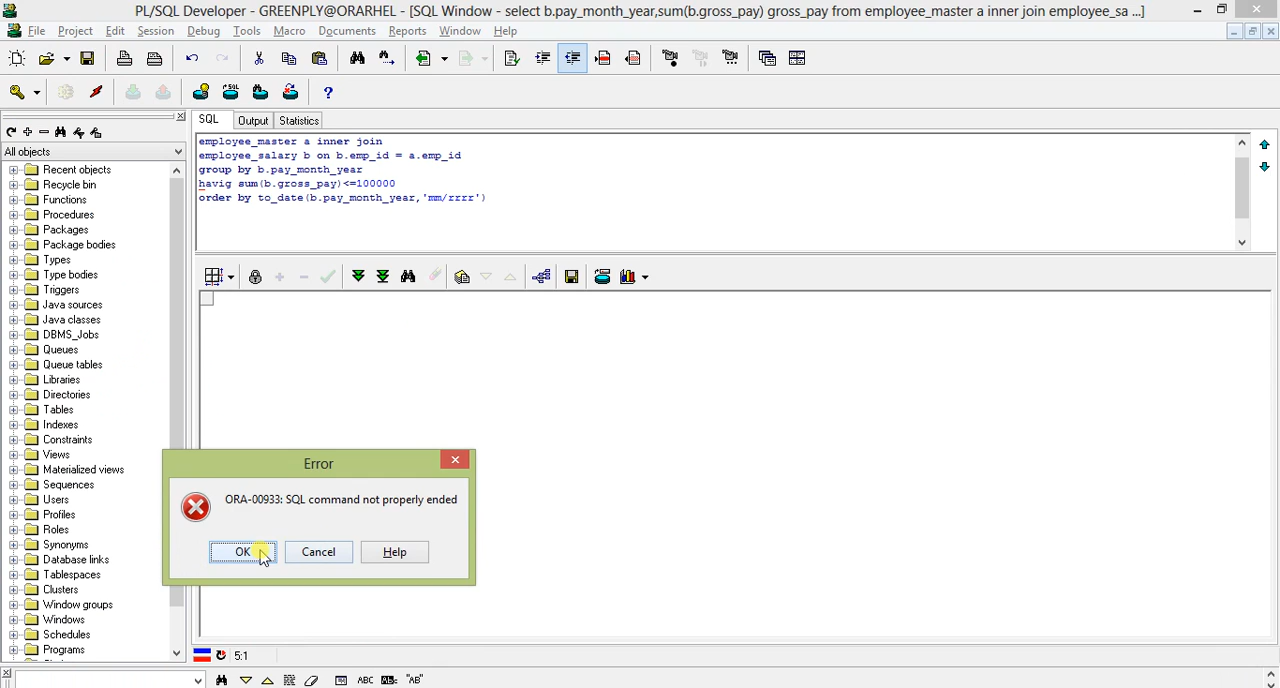 PL/SQL Developer - GREENPLY@ORARHEL - [SQL Window - select b.pay_month_year,sum(b.gross_pay) gross_pay from employee_master a inner join employee_sa ...]
File Project Edit Session Debug Tools Macro Documents Reports Window Help
SQL Output Statistics
All objects
Recent objects
Recycle bin
Functions
Procedures
Packages
Package bodies
Types
Type bodies
Triggers
Java sources
Java classes
DBMS_Jobs
Queues
Queue tables
Libraries
Directories
Tables
Indexes
Constraints
Views
Materialized views
Sequences
Users
Profiles
Roles
Synonyms
Database links
Tablespaces
Clusters
Window groups
Windows
Schedules
Programs
employee_master a inner join
employee_salary b on b.emp_id = a.emp_id
group by b.pay_month_year
havig sum(b.gross_pay)<=100000
order by to_date(b.pay_month_year,'mm/rrrr')
Error
ORA-00933: SQL command not properly ended
OK Cancel Help
5:1
ABC "AB"